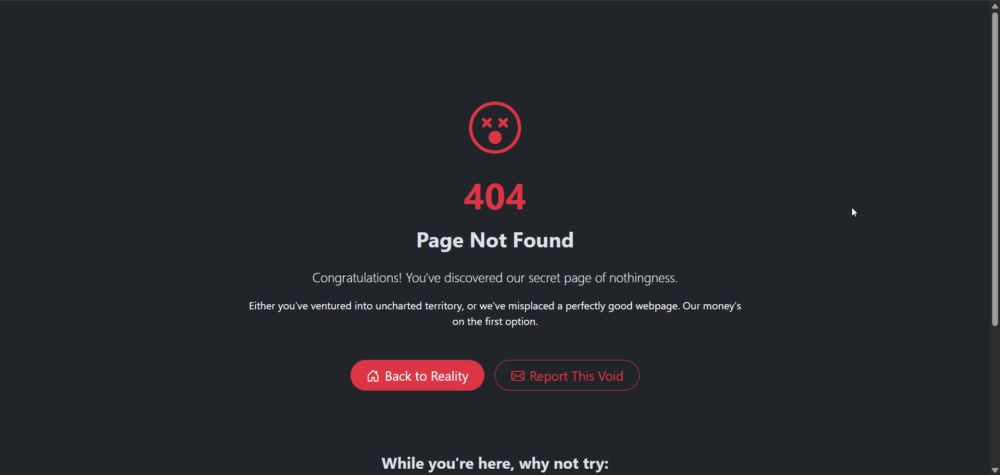 404
Page Not Found
Congratulations! You've discovered our secret page of nothingness.
Either you've ventured into uncharted territory, or we've misplaced a perfectly good webpage. Our money's
on the first option.
Back to Reality
Report This Void
While you're here, why not try: